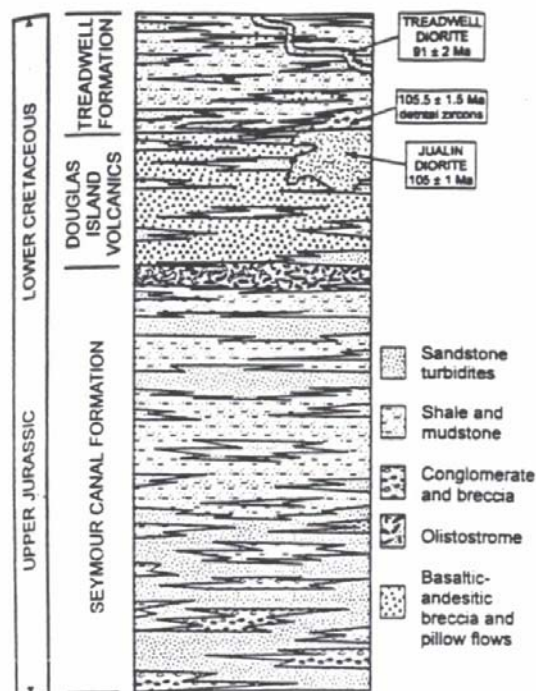 LOWER CRETACEOUS
UPPER JURASSIC
TREADWELL
FORMATION
DOUGLAS
ISLAND
VOLCANICS
SEYMOUR CANAL FORMATION
TREADWELL
DIORITE
91 ± 2 Ma
105.5 ± 1.5 Ma
detrital zircons
JUALIN
DIORITE
105 ± 1 Ma
Sandstone
turbidites
Shale and
mudstone
Conglomerate
and breccia
Olistostrome
Basaltic-
andesitic
breccia and
pillow flows